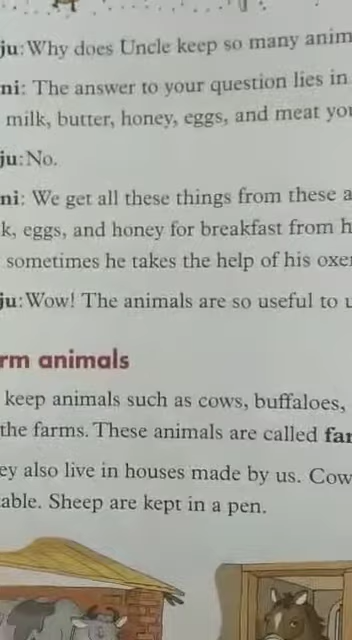 ju: Why does Uncle keep so many anim
ni: The answer to your question lies in
milk, butter, honey, eggs, and meat you
ju: No.
ni: We get all these things from these a
k, eggs, and honey for breakfast from h
sometimes he takes the help of his oxe
ju: Wow! The animals are so useful to u
rm animals
keep animals such as cows, buffaloes,
the farms. These animals are called far
ey also live in houses made by us. Cow
able. Sheep are kept in a pen.